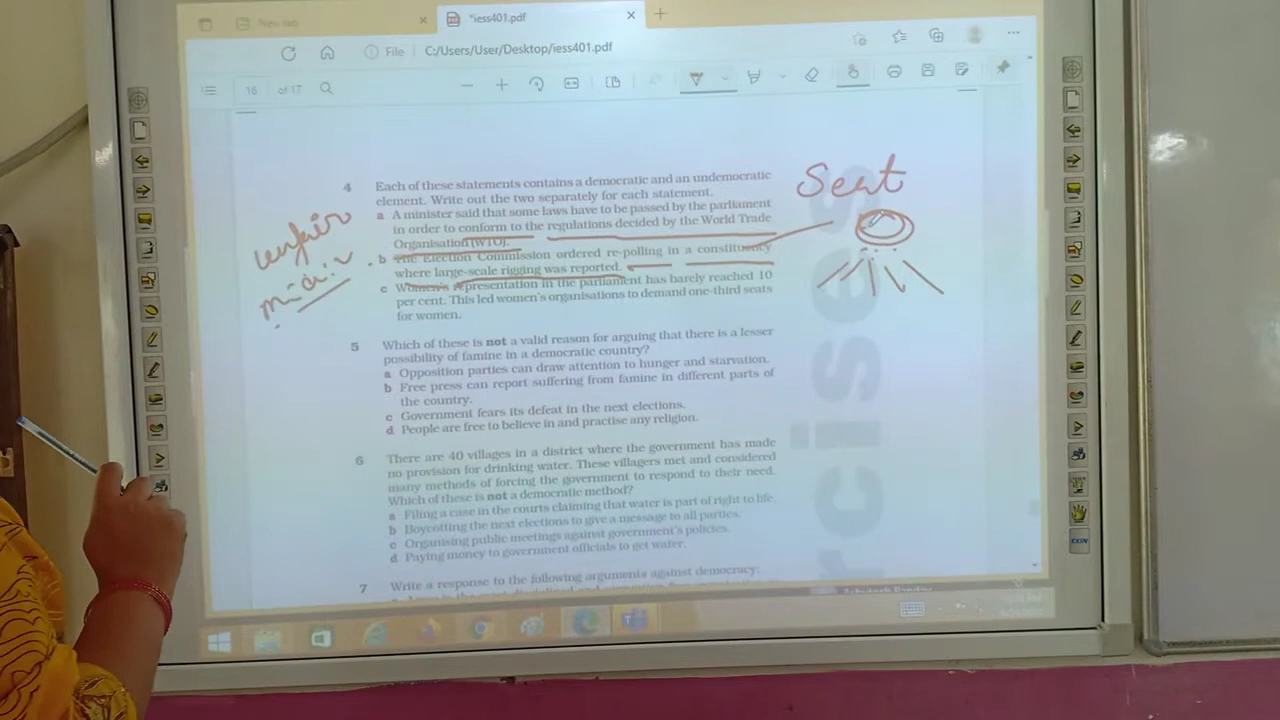 New tab
*iess401.pdf
File C:/Users/User/Desktop/iess401.pdf
16 of 17
4 Each of these statements contains a democratic and an undemocratic
element. Write out the two separately for each statement.
a A minister said that some laws have to be passed by the parliament
in order to conform to the regulations decided by the World Trade
Organisation (WTO).
b The Election Commission ordered re-polling in a constituency
where large-scale rigging was reported.
c Women's representation in the parliament has barely reached 10
per cent. This led women's organisations to demand one-third seats
for women.
Seat
unfair
5 Which of these is not a valid reason for arguing that there is a lesser
possibility of famine in a democratic country?
a Opposition parties can draw attention to hunger and starvation.
b Free press can report suffering from famine in different parts of
the country.
c Government fears its defeat in the next elections.
d People are free to believe in and practise any religion.
6 There are 40 villages in a district where the government has made
no provision for drinking water. These villagers met and considered
many methods of forcing the government to respond to their need.
Which of these is not a democratic method?
a Filing a case in the courts claiming that water is part of right to life.
b Boycotting the next elections to give a message to all parties.
c Organising public meetings against government's policies.
d Paying money to government officials to get water.
7 Write a response to the following arguments against democracy:
rcises